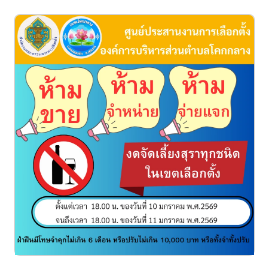 ศูนย์ประสานงานการเลือกตั้ง
องค์การบริหารส่วนตำบลโคกกลาง
ห้าม
ขาย
ห้าม
จำหน่าย
ห้าม
จ่ายแจก
งดจัดเลี้ยงสุราทุกชนิด
ในเขตเลือกตั้ง
ตั้งแต่เวลา 18.00 น. ของวันที่ 10 มกราคม พ.ศ.2569
จนถึงเวลา 18.00 น. ของวันที่ 11 มกราคม พ.ศ.2569
ฝ่าฝืนมีโทษจำคุกไม่เกิน 6 เดือน หรือปรับไม่เกิน 10,000 บาท หรือทั้งจำทั้งปรับ